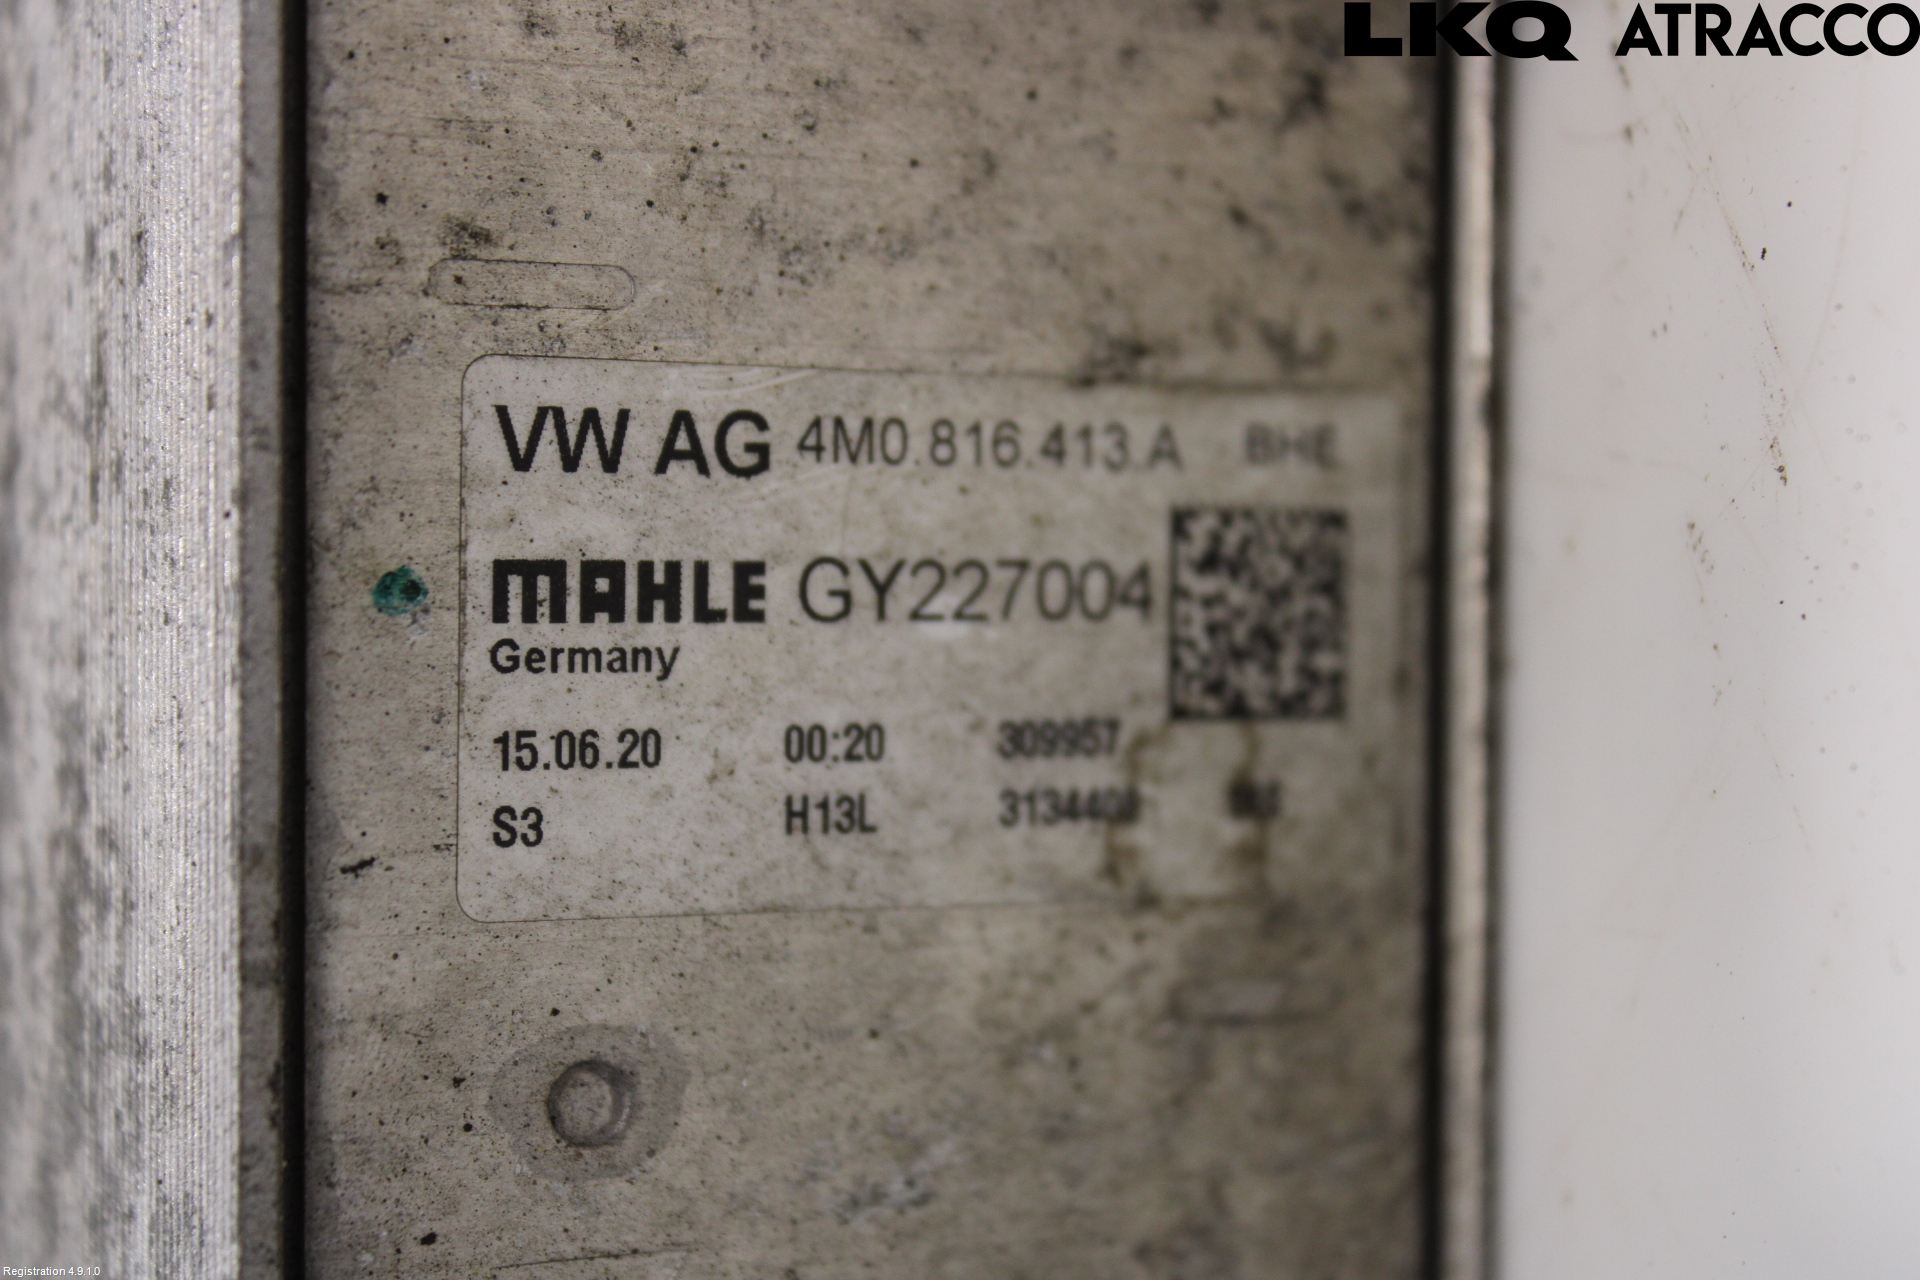 LKQ ATRACCO
VW AG 4M0.816.413.A BHE
MAHLE GY227004
Germany
15.06.20 00:20 309957
S3 H13L
Registration 4.9.1.0